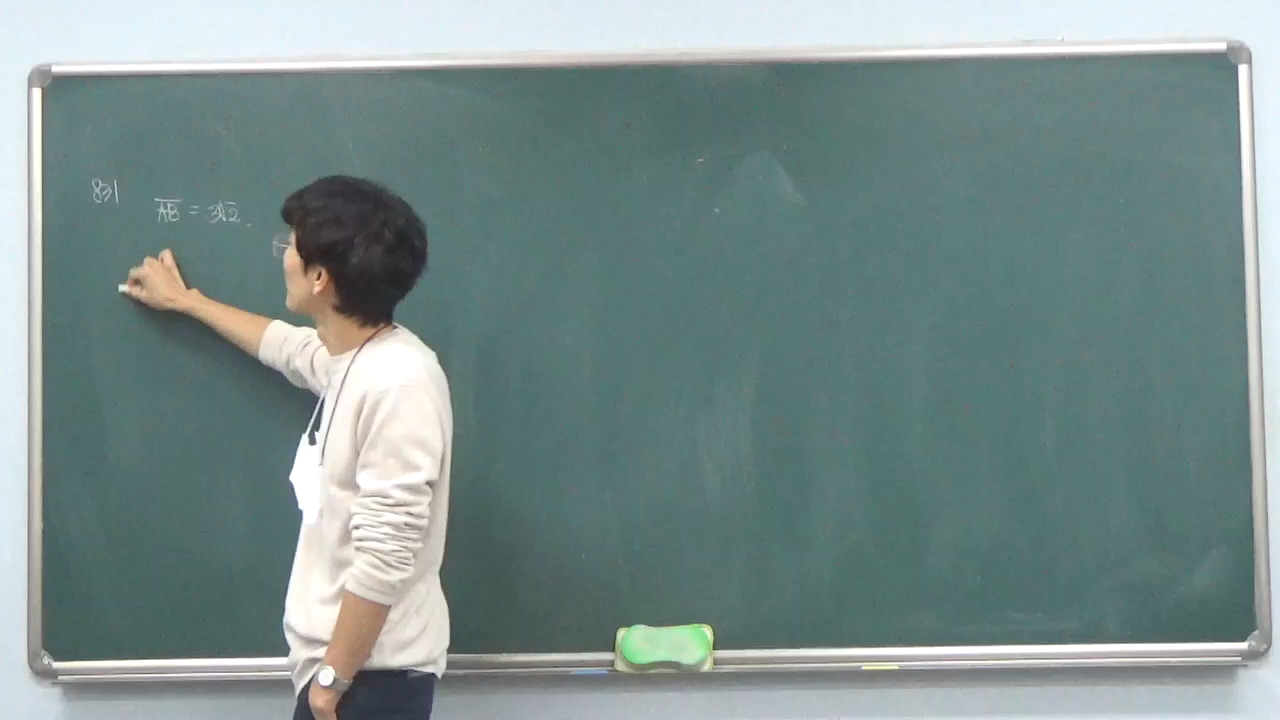 831
AB = 3√2.